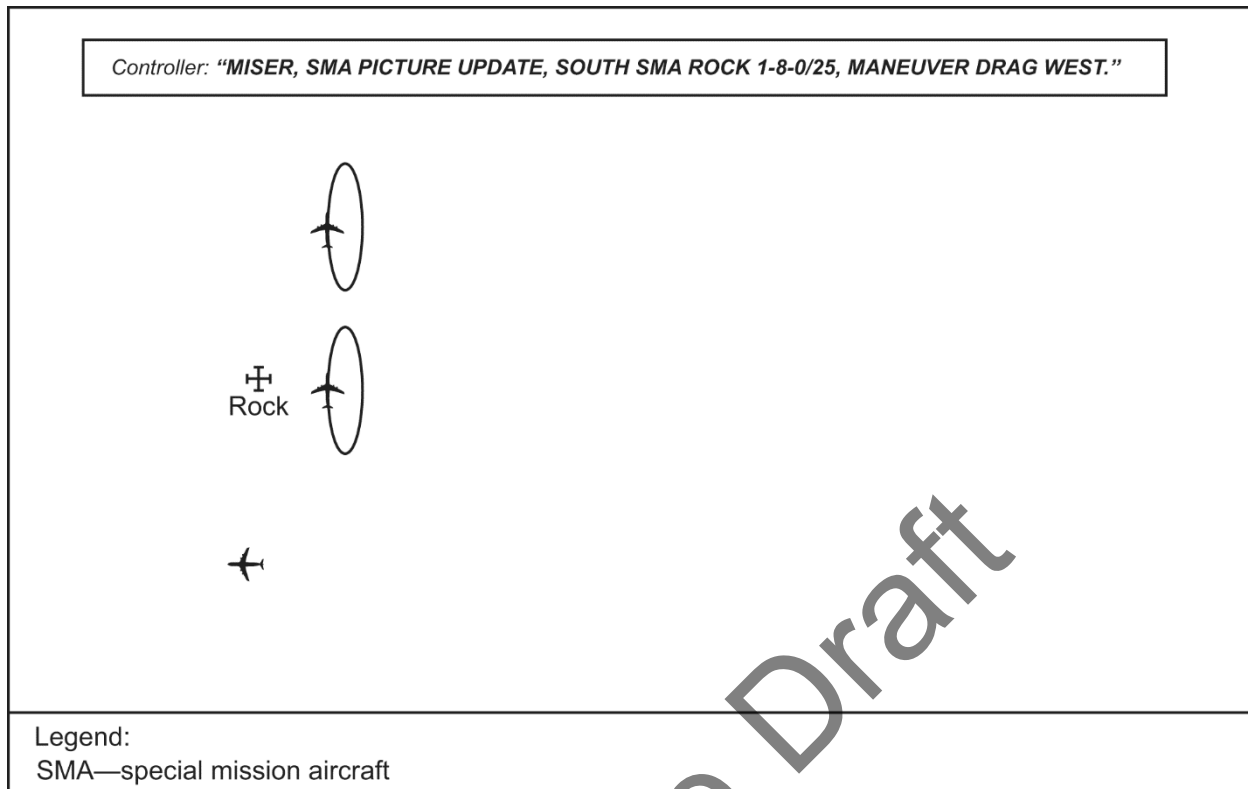 Controller: “MISER, SMA PICTURE UPDATE, SOUTH SMA ROCK 1-8-0/25, MANEUVER DRAG WEST.”
Rock
Draft
Legend:
SMA—special mission aircraft